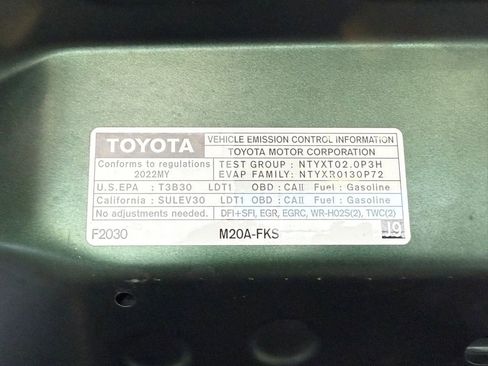 TOYOTA
VEHICLE EMISSION CONTROL INFORMATION
TOYOTA MOTOR CORPORATION
Conforms to regulations
2022MY
TEST GROUP : NTYXT02.0P3H
EVAP FAMILY: NTYXR0130P72
U.S.EPA : T3B30 LDT1 OBD : CAII Fuel : Gasoline
California : SULEV30 LDT1 OBD : CAII Fuel : Gasoline
No adjustments needed. DFI+SFI, EGR, EGRC, WR-HO2S(2), TWC(2)
F2030 M20A-FKS 19